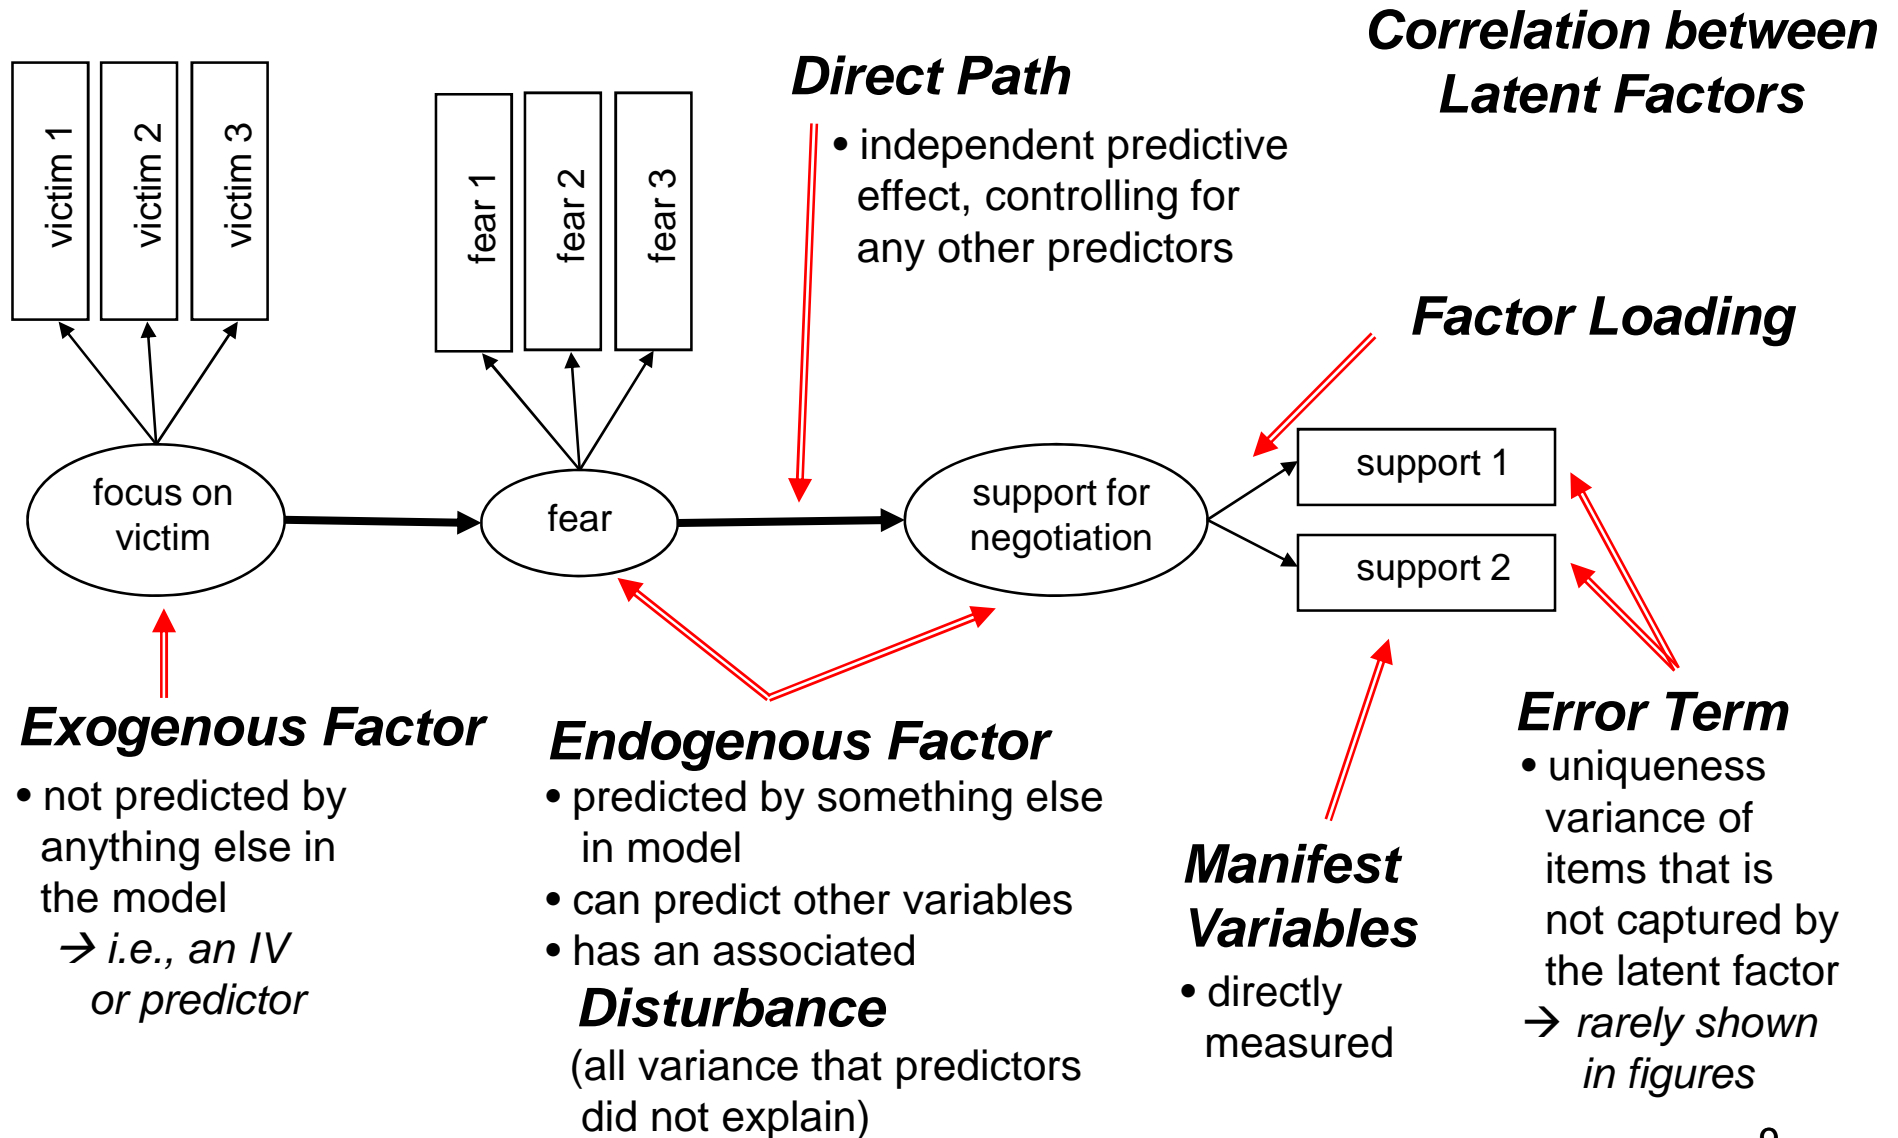 Correlation between
Latent Factors
Direct Path
• independent predictive
effect, controlling for
any other predictors
victim 1
victim 2
victim 3
fear 1
fear 2
fear 3
Factor Loading
focus on
victim
fear
support for
negotiation
support 1
support 2
Exogenous Factor
• not predicted by
anything else in
the model
→ i.e., an IV
or predictor
Endogenous Factor
• predicted by something else
in model
• can predict other variables
• has an associated
Disturbance
(all variance that predictors
did not explain)
Manifest
Variables
• directly
measured
Error Term
• uniqueness
variance of
items that is
not captured by
the latent factor
→ rarely shown
in figures